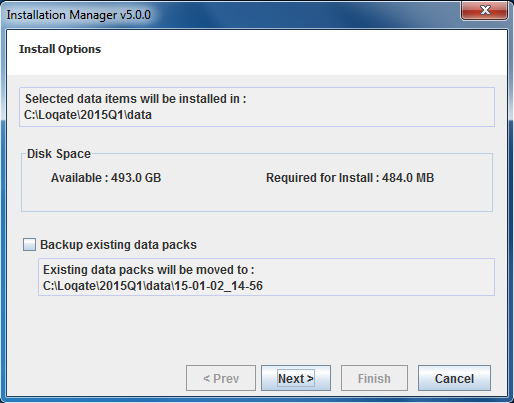 Installation Manager v5.0.0
Install Options
Selected data items will be installed in :
C:\Loqate\2015Q1\data
Disk Space
Available : 493.0 GB Required for Install : 484.0 MB
Backup existing data packs
Existing data packs will be moved to :
C:\Loqate\2015Q1\data\15-01-02_14-56
< Prev Next > Finish Cancel